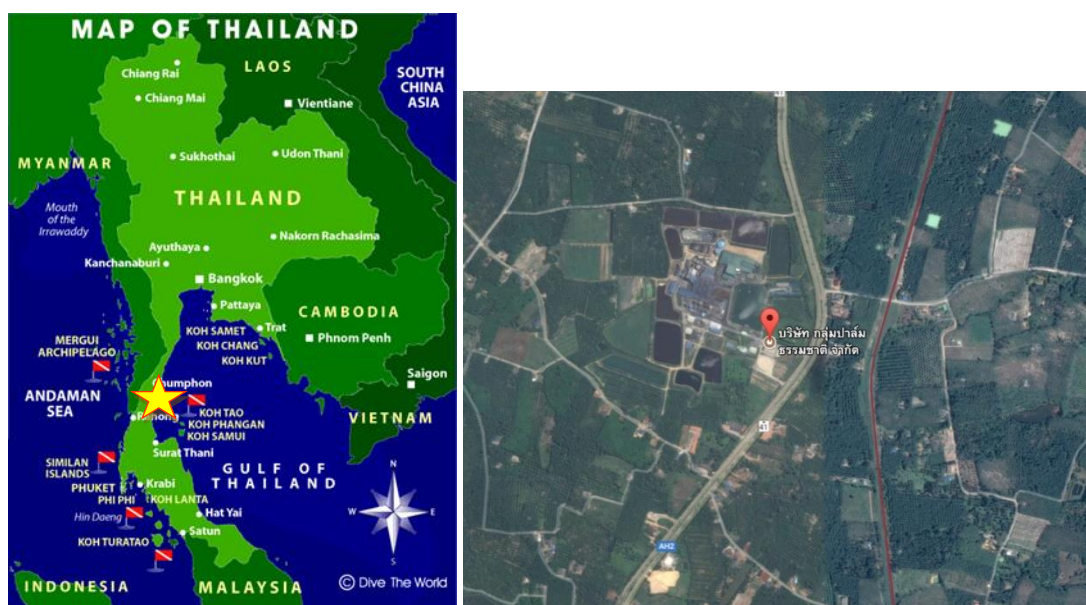 MAP OF THAILAND
Chiang Rai
LAOS
SOUTH
CHINA
ASIA
Chiang Mai
Vientiane
MYANMAR
Sukhothai
Udon Thani
THAILAND
Mouth
of the
Irrawaddy
Ayuthaya
Nakorn Rachasima
Kanchanaburi
Bangkok
Pattaya
CAMBODIA
KOH SAMET
Trat
KOH CHANG
Phnom Penh
KOH KUT
MERGUI
ARCHIPELAGO
Saigon
ANDAMAN
SEA
KOH TAO
VIETNAM
KOH PHANGAN
KOH SAMUI
Surat Thani
SIMILAN
ISLANDS
GULF OF
THAILAND
Krabi
PHUKET
PHI PHI
KOH LANTA
N
W
E
S
Hin Daeng
Hat Yai
Satun
KOH TURATAO
INDONESIA
MALAYSIA
© Dive The World
บริษัท กลุ่มปาล์ม
ธรรมชาติ จำกัด
41
AH2